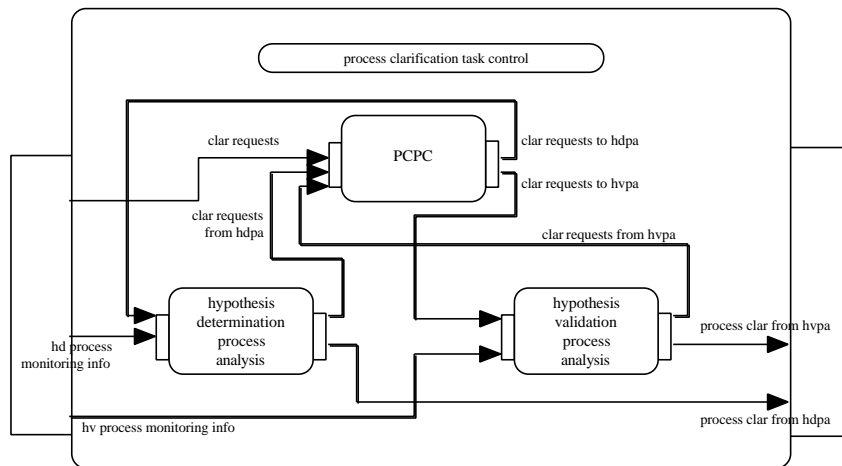 process clarification task control
clar requests
PCPC
clar requests to hdpa
clar requests to hvpa
clar requests
from hdpa
clar requests from hvpa
hypothesis
determination
process
analysis
hypothesis
validation
process
analysis
process clar from hvpa
hd process
monitoring info
hv process monitoring info
process clar from hdpa